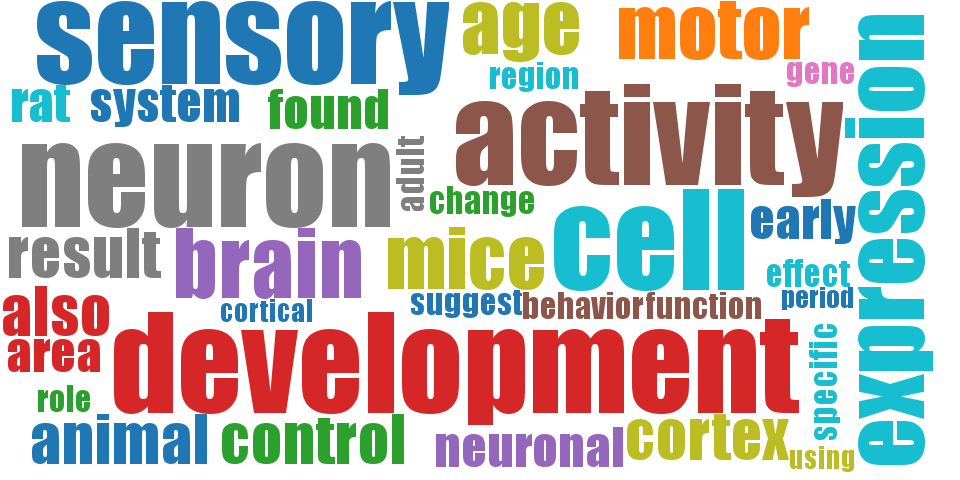 sensory
age
motor
region
gene
rat
system
found
activity
expression
neuron
adult
change
cell
early
result
brain
mice
effect
also
cortical
suggest
behavior
function
period
area
development
specific
role
animal
control
neuronal
cortex
using